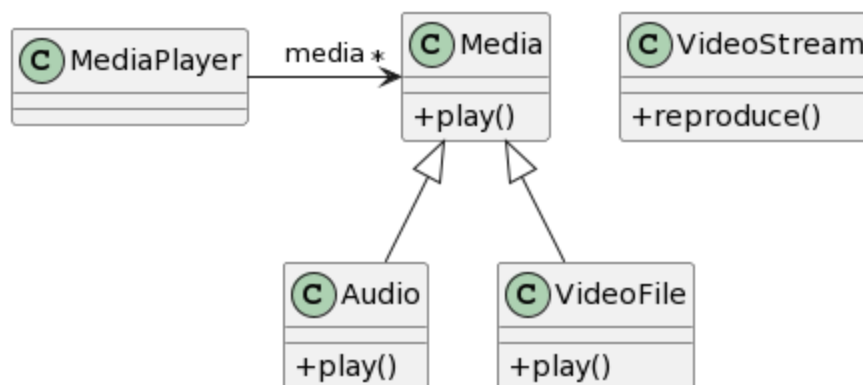 C MediaPlayer
media *
C Media
+play()
C VideoStream
+reproduce()
C Audio
+play()
C VideoFile
+play()